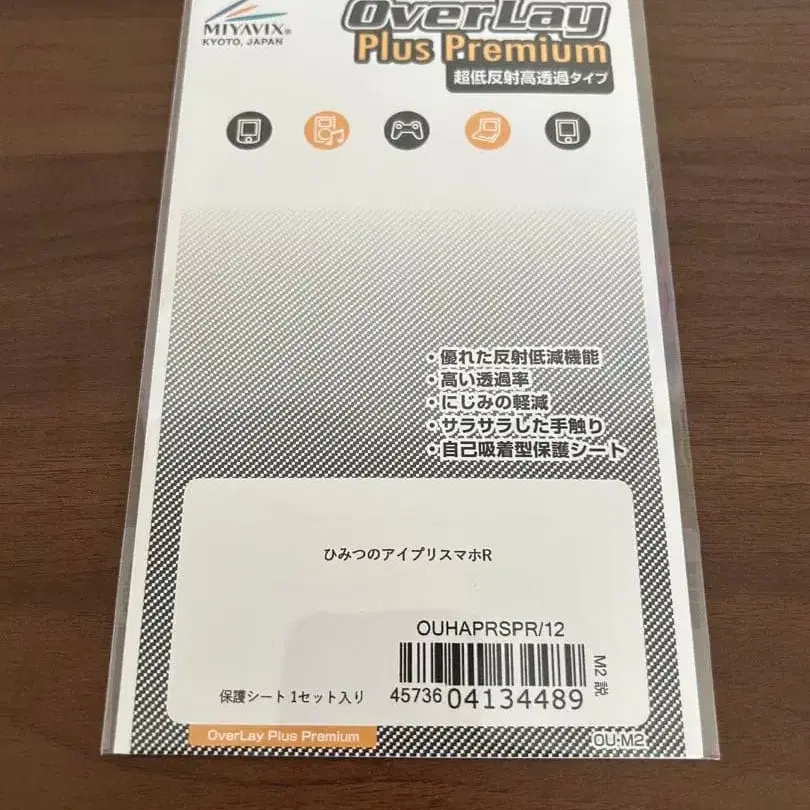 OverLay
MIYAVIX®
KYOTO, JAPAN
Plus Premium
超低反射高透過タイプ
・優れた反射低減機能
・高い透過率
・にじみの軽減
・サラサラした手触り
・自己吸着型保護シート
ひみつのアイプリスマホR
OUHAPRSPR/12
M2 説
保護シート 1セット入り
45736 04134489
OverLay Plus Premium
OU-M2